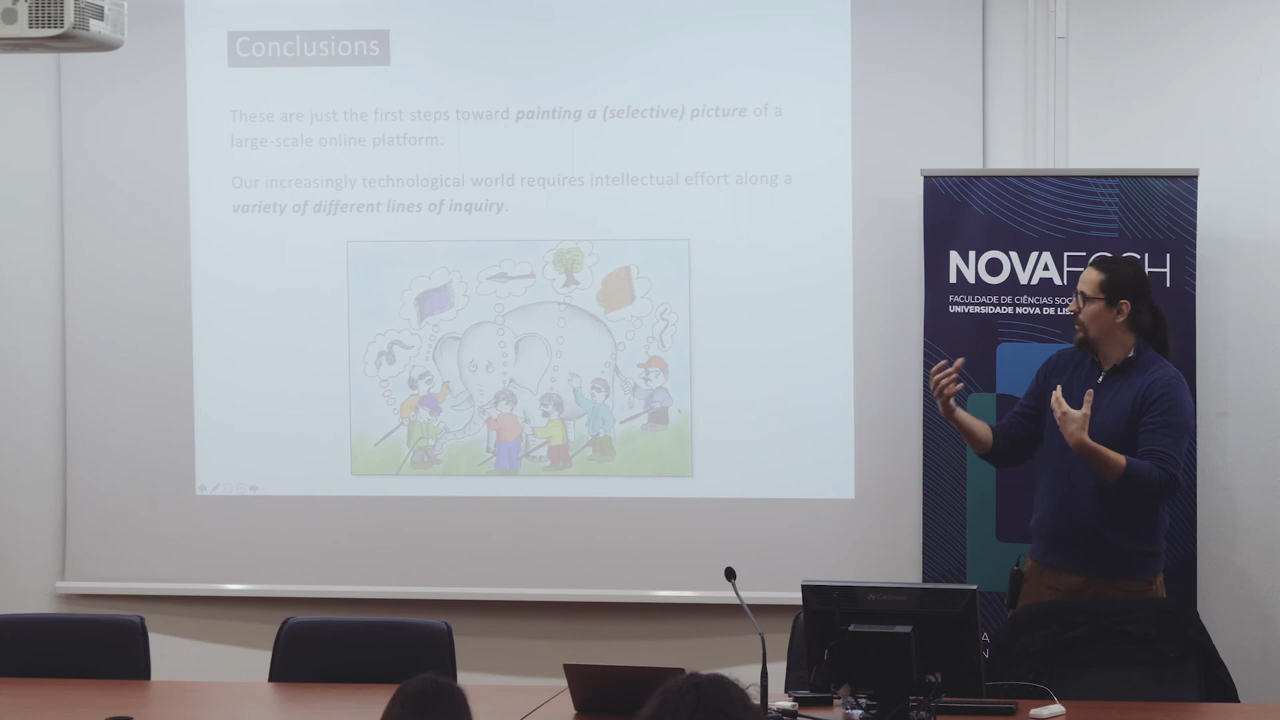 Conclusions
These are just the first steps toward painting a (selective) picture of a
large-scale online platform.
Our increasingly technological world requires intellectual effort along a
variety of different lines of inquiry.
NOVAFCSH
FACULDADE DE CIÊNCIAS SOC
UNIVERSIDADE NOVA DE LIS